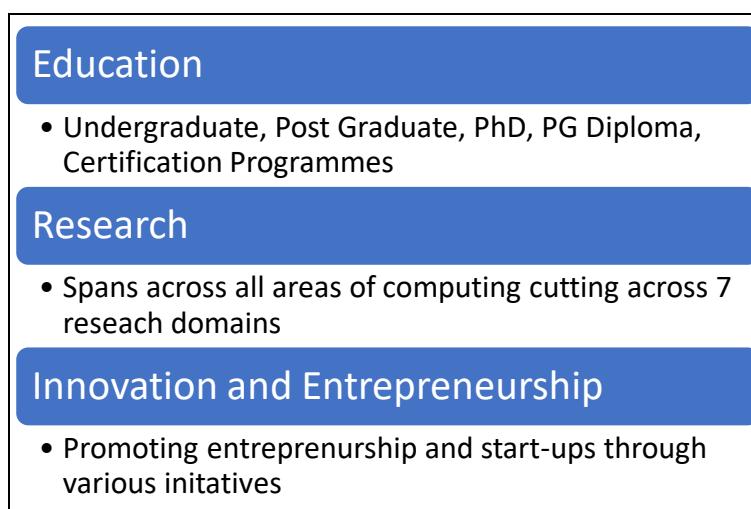 Education
• Undergraduate, Post Graduate, PhD, PG Diploma,
Certification Programmes
Research
• Spans across all areas of computing cutting across 7
reseach domains
Innovation and Entrepreneurship
• Promoting entreprenurship and start-ups through
various initatives